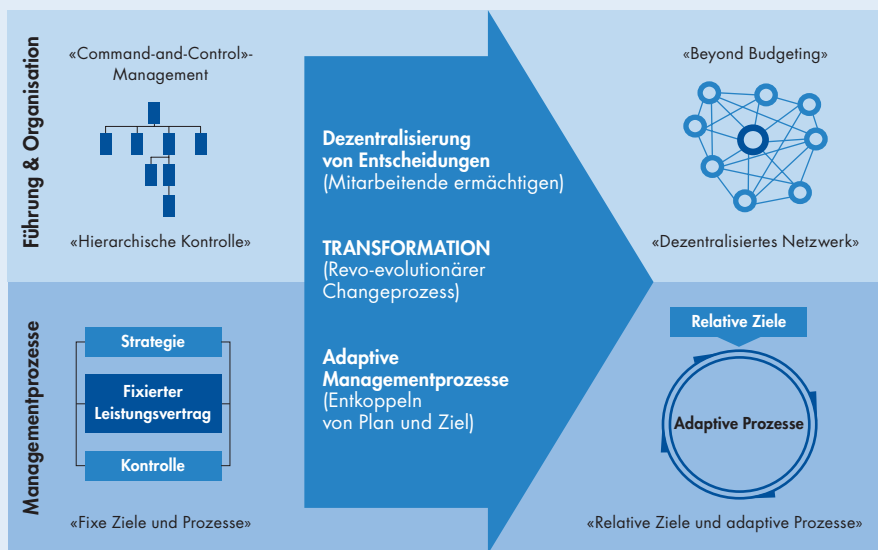 Führung & Organisation
«Command-and-Control»-
Management
«Hierarchische Kontrolle»
Dezentralisierung
von Entscheidungen
(Mitarbeitende ermächtigen)
TRANSFORMATION
(Revo-evolutionärer
Changeprozess)
Adaptive
Managementprozesse
(Entkoppeln
von Plan und Ziel)
«Beyond Budgeting»
«Dezentralisiertes Netzwerk»
Managementprozesse
Strategie
Fixierter
Leistungsvertrag
Kontrolle
«Fixe Ziele und Prozesse»
Relative Ziele
Adaptive Prozesse
«Relative Ziele und adaptive Prozesse»